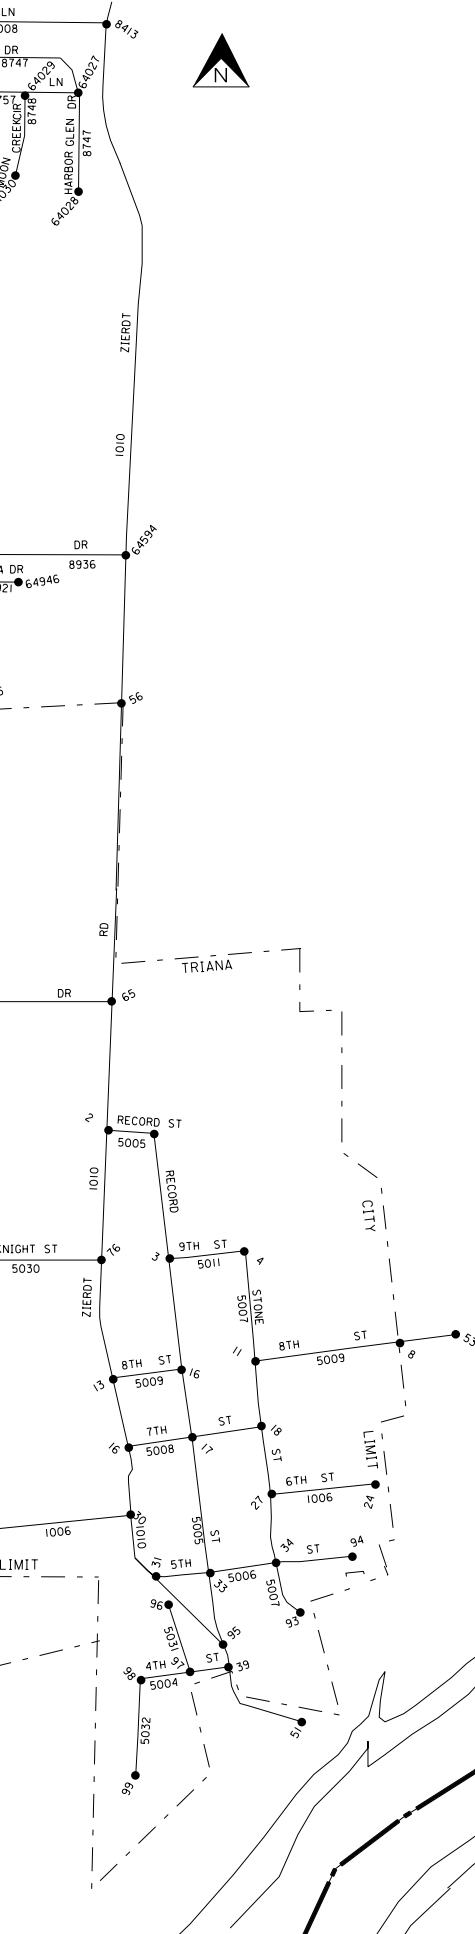 LN
008
8413
DR
8747
64029
64027
LN
757
8748
CREEK CIR
MOON
HARBOR GLEN DR
8747
64028
N
ZIERDT
1010
64594
DR
8936
A DR
64946
56
RD
TRIANA
DR
65
2
RECORD ST
5005
1010
RECORD
CITY
KNIGHT ST
5030
76
9TH ST
5011
3
4
ZIERDT
5007
STONE
8TH ST
5009
11
8
53
8TH ST
5009
13
16
7TH ST
5008
16
17
18
ST
LIMIT
6TH ST
1006
27
24
30
1006
1010
5005
ST
34
ST
94
LIMIT
31
5TH
5006
33
5007
93
96
5031
95
4TH ST
5004
97
98
39
5032
51
99